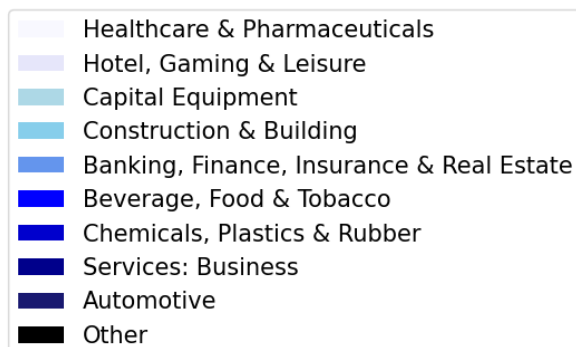 Healthcare & Pharmaceuticals
Hotel, Gaming & Leisure
Capital Equipment
Construction & Building
Banking, Finance, Insurance & Real Estate
Beverage, Food & Tobacco
Chemicals, Plastics & Rubber
Services: Business
Automotive
Other